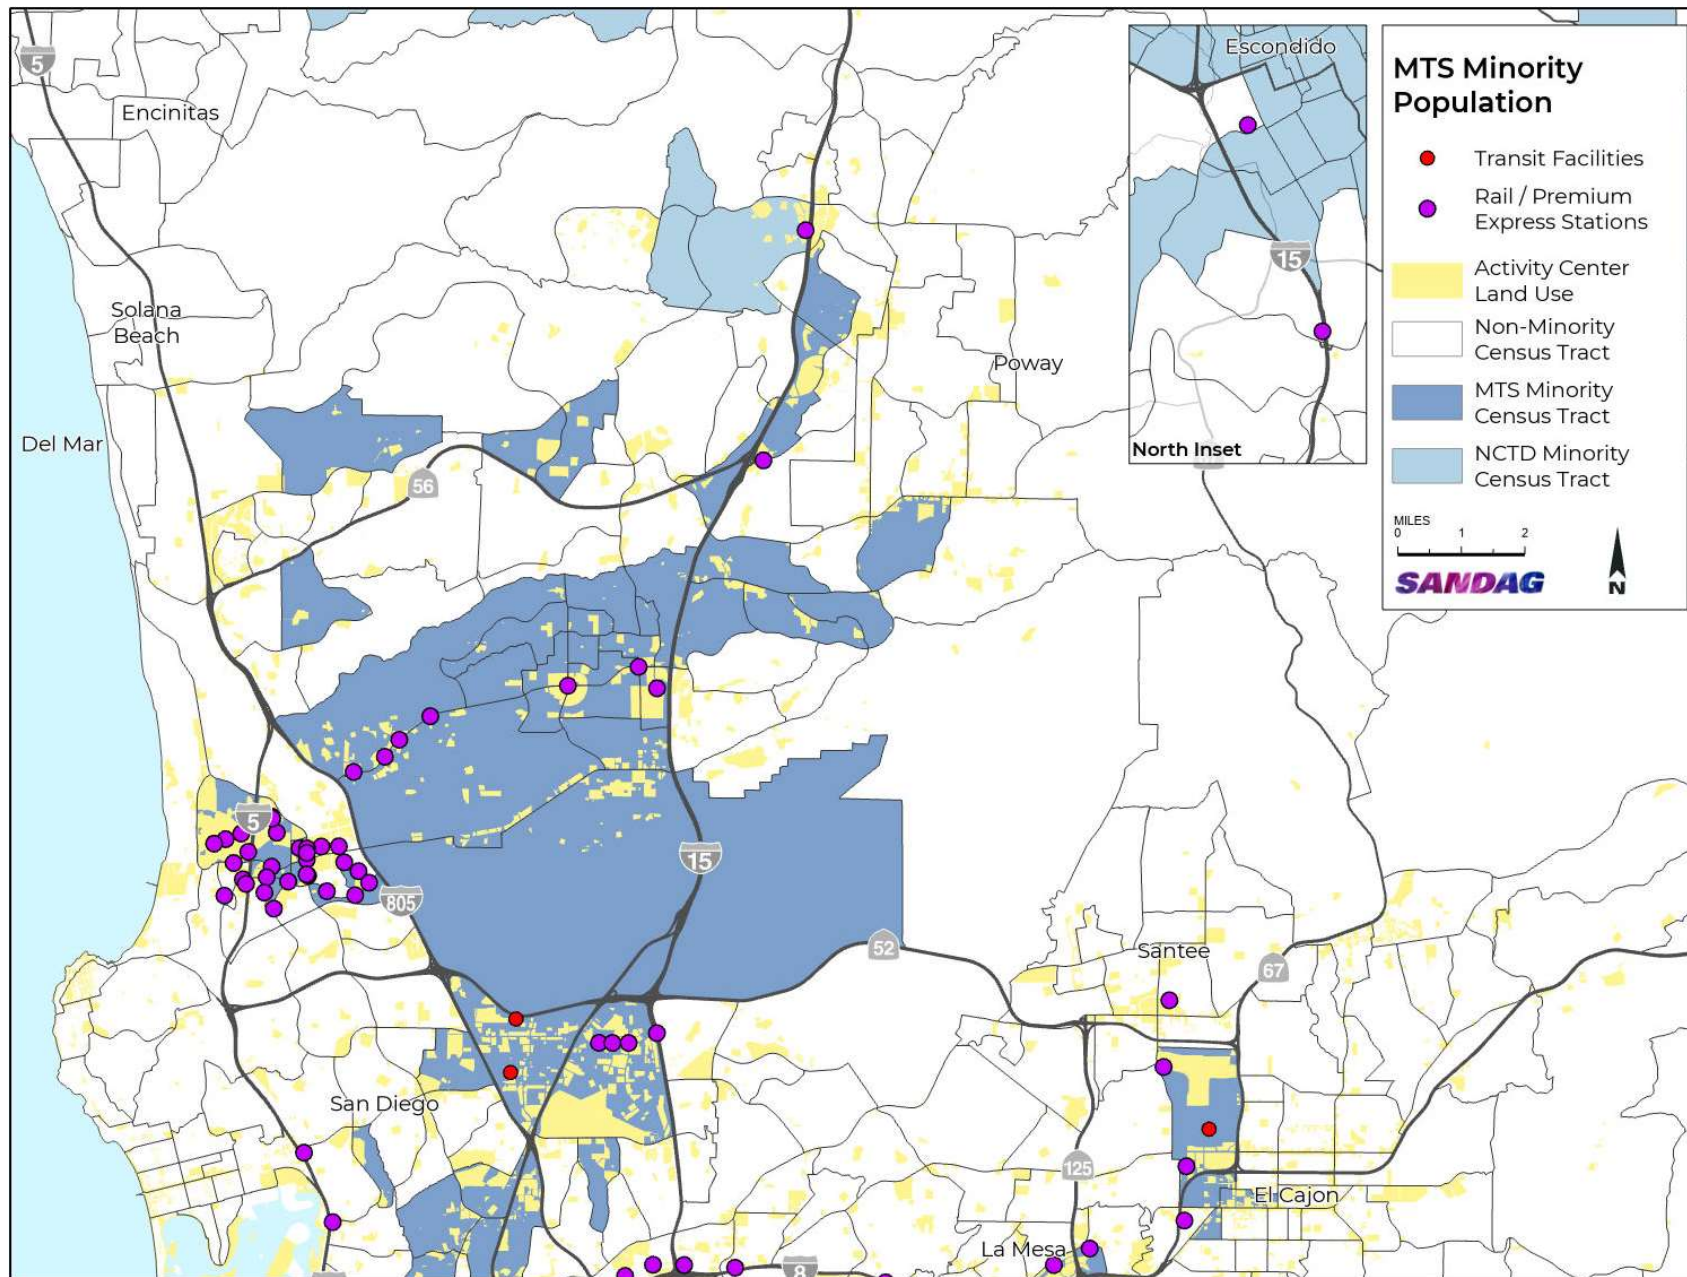 5
Encinitas
Escondido
MTS Minority
Population
Transit Facilities
Rail / Premium
Express Stations
15
Activity Center
Land Use
Solana
Beach
Non-Minority
Census Tract
Poway
MTS Minority
Census Tract
Del Mar
North Inset
NCTD Minority
Census Tract
56
MILES
0 1 2
SANDAG
N
5
15
805
52
Santee
67
San Diego
125
El Cajon
La Mesa
8